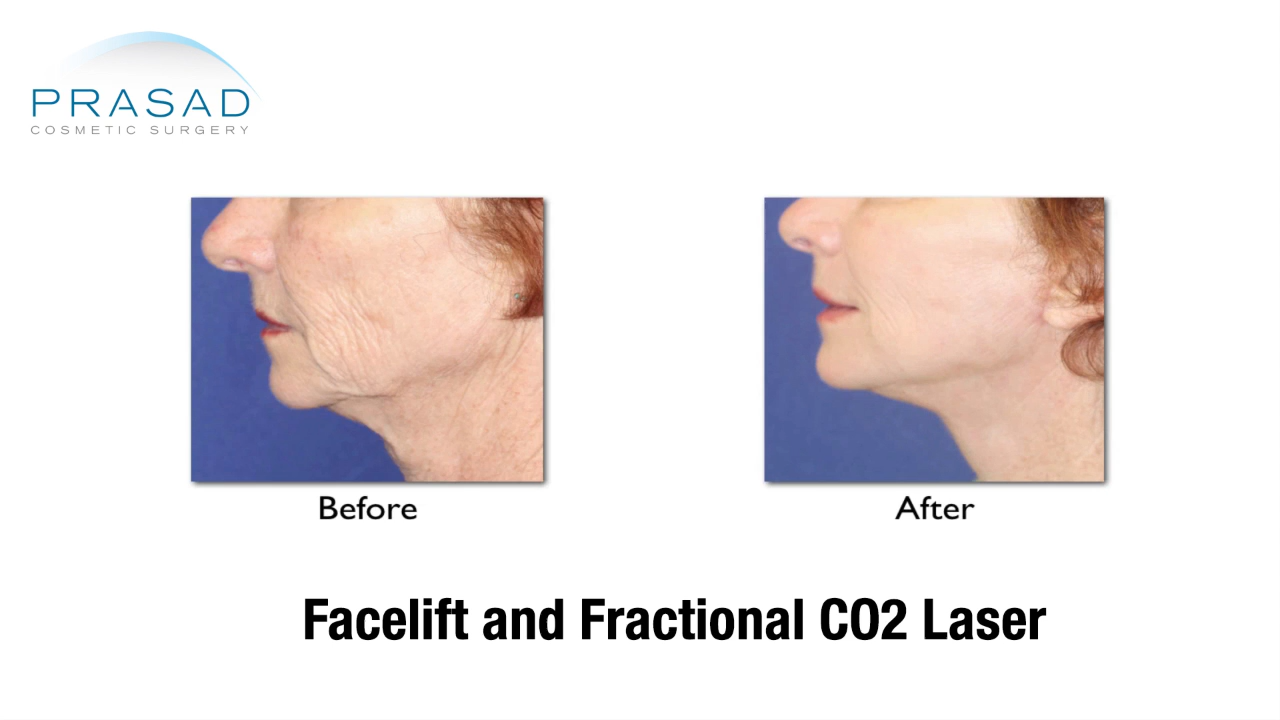 PRASAD
COSMETIC SURGERY
Before
After
Facelift and Fractional CO2 Laser